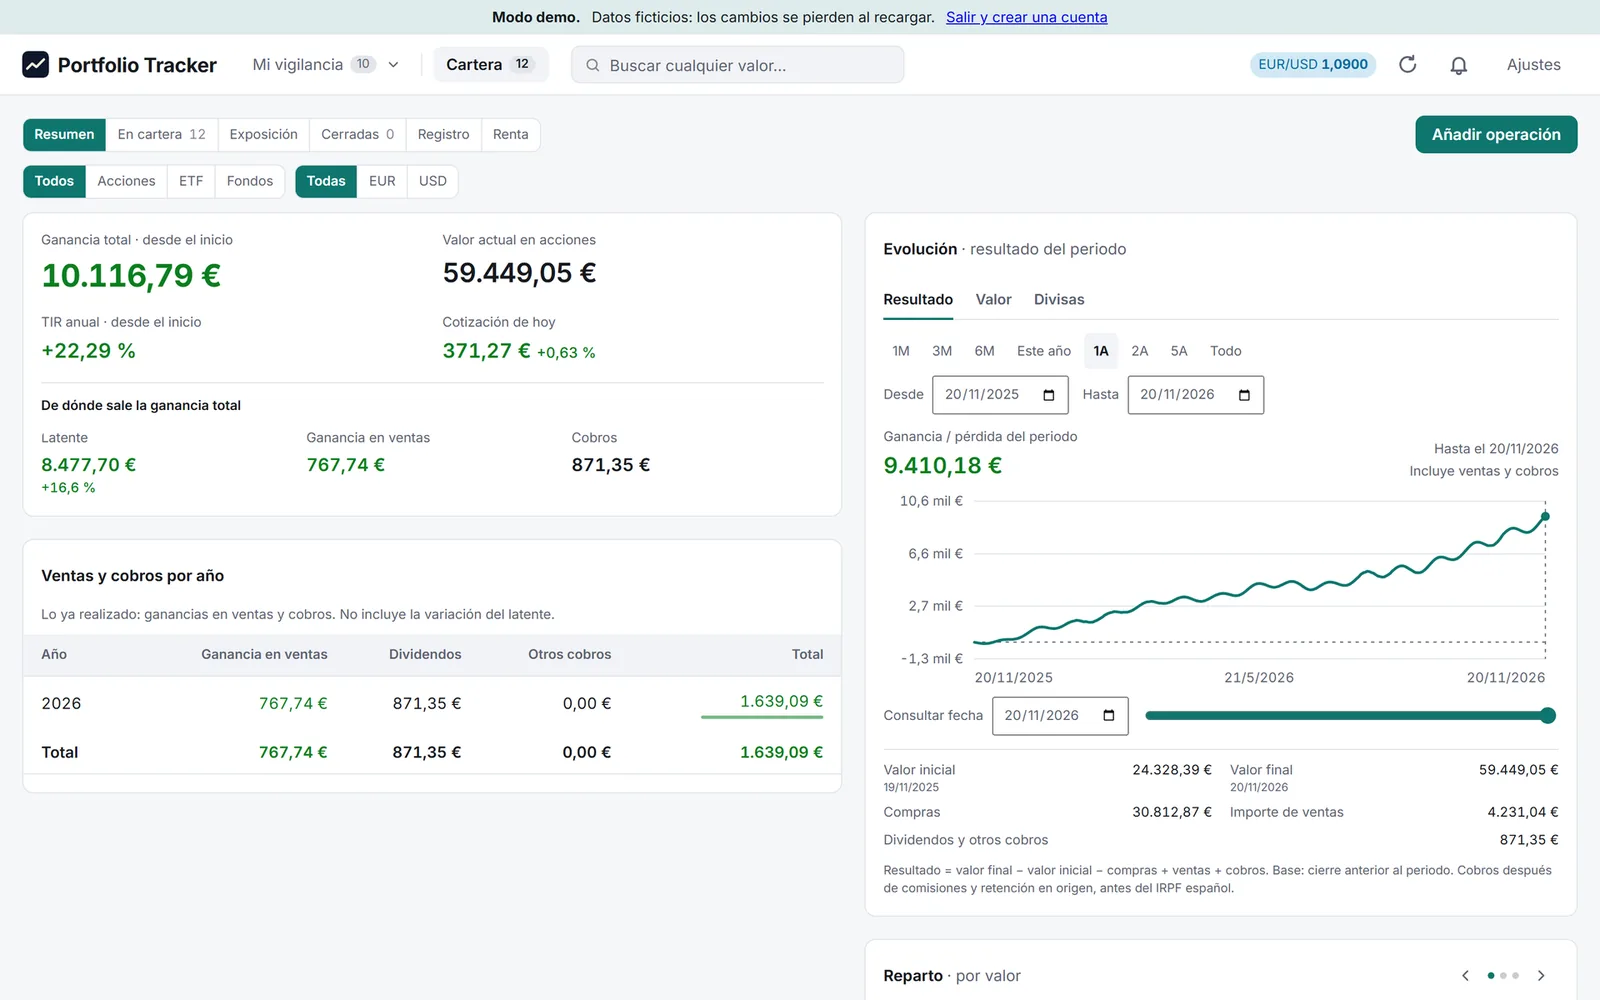 Modo demo. Datos ficticios: los cambios se pierden al recargar. Salir y crear una cuenta
Portfolio Tracker
Mi vigilancia 10
Cartera 12
Buscar cualquier valor...
EUR/USD 1,0900
Ajustes
Resumen
En cartera 12
Exposición
Cerradas 0
Registro
Renta
Añadir operación
Todos
Acciones
ETF
Fondos
Todas
EUR
USD
Ganancia total · desde el inicio
10.116,79 €
Valor actual en acciones
59.449,05 €
TIR anual · desde el inicio
+22,29 %
Cotización de hoy
371,27 € +0,63 %
De dónde sale la ganancia total
Latente
8.477,70 €
+16,6 %
Ganancia en ventas
767,74 €
Cobros
871,35 €
Ventas y cobros por año
Lo ya realizado: ganancias en ventas y cobros. No incluye la variación del latente.
Año Ganancia en ventas Dividendos Otros cobros Total
2026 767,74 € 871,35 € 0,00 € 1.639,09 €
Total 767,74 € 871,35 € 0,00 € 1.639,09 €
Evolución · resultado del periodo
Resultado Valor Divisas
1M 3M 6M Este año 1A 2A 5A Todo
Desde 20/11/2025 Hasta 20/11/2026
Ganancia / pérdida del periodo
9.410,18 €
Hasta el 20/11/2026
Incluye ventas y cobros
10,6 mil €
6,6 mil €
2,7 mil €
-1,3 mil €
20/11/2025 21/5/2026 20/11/2026
Consultar fecha 20/11/2026
Valor inicial 24.328,39 €
19/11/2025
Valor final 59.449,05 €
20/11/2026
Compras 30.812,87 €
Importe de ventas 4.231,04 €
Dividendos y otros cobros 871,35 €
Resultado = valor final − valor inicial − compras + ventas + cobros. Base: cierre anterior al periodo. Cobros después
de comisiones y retención en origen, antes del IRPF español.
Reparto · por valor